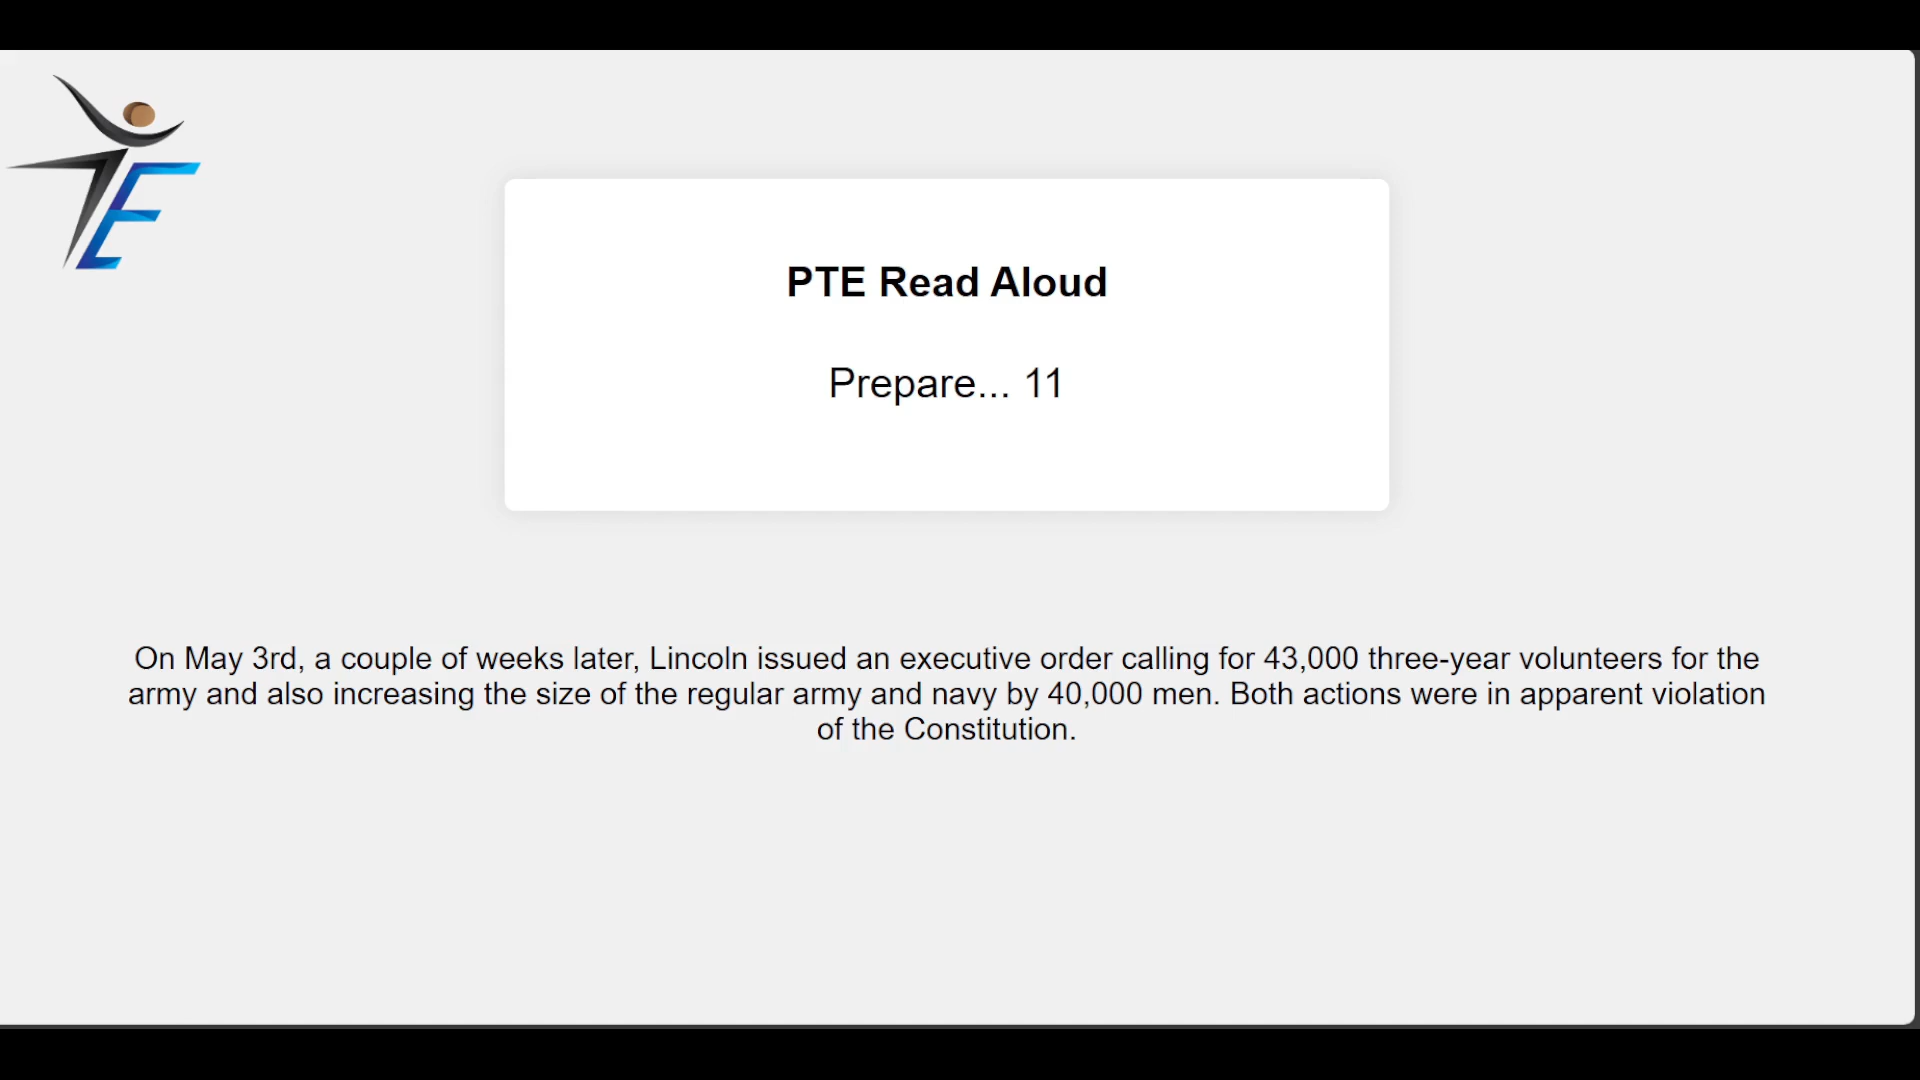 PTE Read Aloud
Prepare... 11
On May 3rd, a couple of weeks later, Lincoln issued an executive order calling for 43,000 three-year volunteers for the
army and also increasing the size of the regular army and navy by 40,000 men. Both actions were in apparent violation
of the Constitution.